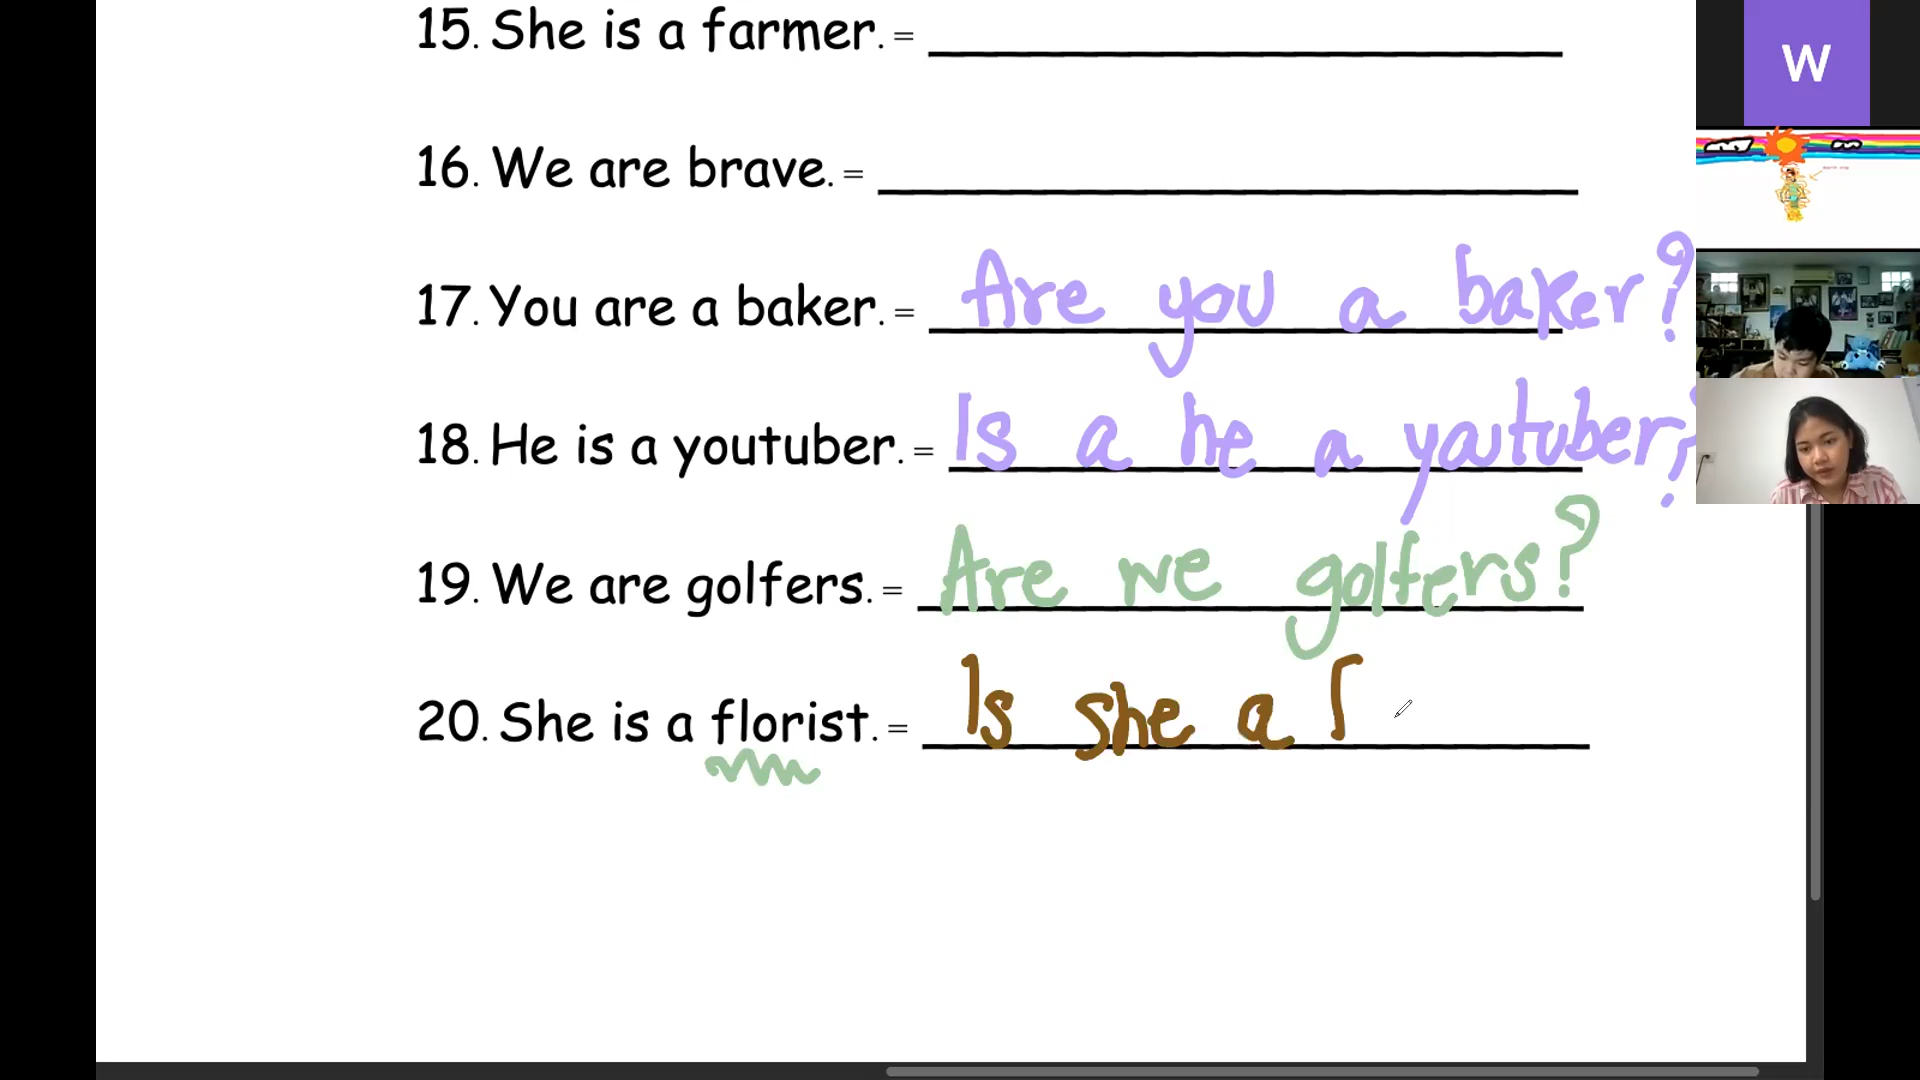 15. She is a farmer. =
W
16. We are brave. =
17. You are a baker. = Are you a baker?
18. He is a youtuber. = Is a he a youtuber?
19. We are golfers. = Are we golfers?
20. She is a florist. = Is she a f